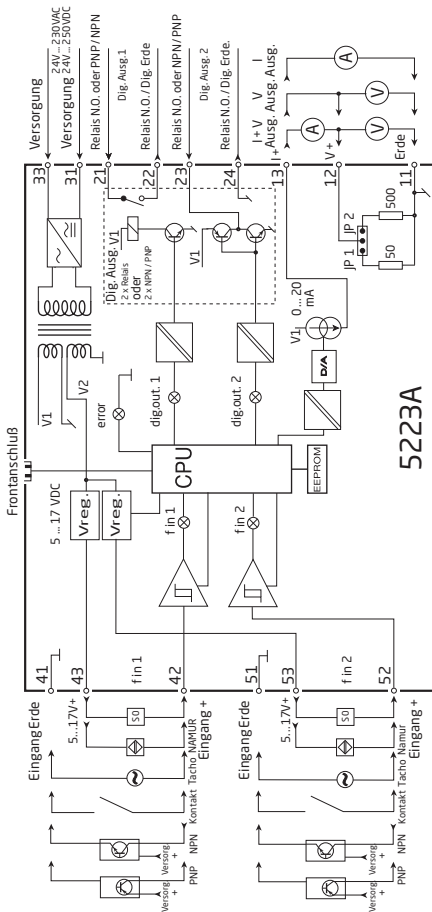 Frontanschluß
Versorgung
24V...230VAC
24V...250VDC
Versorgung
33
31
Relais N.O. oder PNP / NPN
21
Dig. Ausg.1
Relais N.O. / Dig. Erde
22
Relais N.O. oder NPN / PNP
23
Dig. Ausg.2
Relais N.O. / Dig. Erde.
24
I+V V I
Ausg. Ausg. Ausg.
A
A
V
V
I+
13
V+
12
Erde
11
V1
V2
Dig. Ausg.
2 x Relais
oder
2 x NPN / PNP
V1
V1
JP 1
JP 2
50
500
V1
0...20
mA
D/A
error
dig.out. 1
dig.out. 2
CPU
EEPROM
5223A
5...17 VDC
Vreg.
Vreg.
f in 1
f in 2
41
43
f in 1
42
51
53
f in 2
52
Eingang Erde
5...17V+
S0
NAMUR
Tacho
Kontakt
Eingang +
NPN
Versorg.
+
PNP
Versorg.
+
Eingang Erde
5...17V+
S0
Namur
Tacho
Kontakt
Eingang +
NPN
Versorg.
+
PNP
Versorg.
+